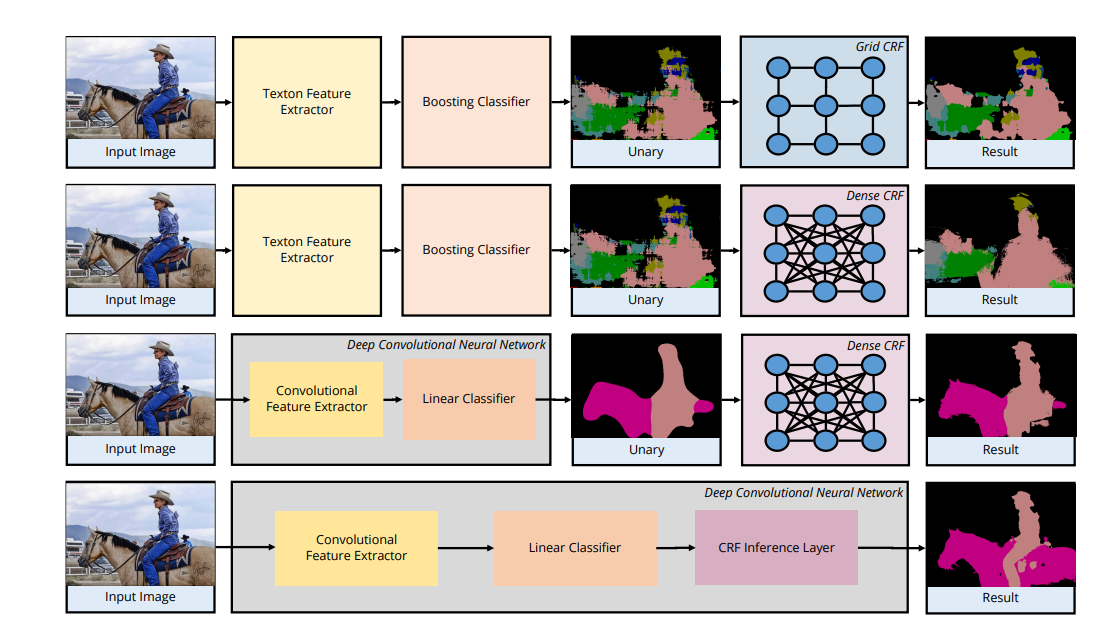 Grid CRF
Texton Feature
Extractor
Boosting Classifier
Input Image
Unary
Result
Dense CRF
Texton Feature
Extractor
Boosting Classifier
Input Image
Unary
Result
Deep Convolutional Neural Network
Dense CRF
Convolutional
Feature Extractor
Linear Classifier
Input Image
Unary
Result
Deep Convolutional Neural Network
Convolutional
Feature Extractor
Linear Classifier
CRF Inference Layer
Input Image
Result